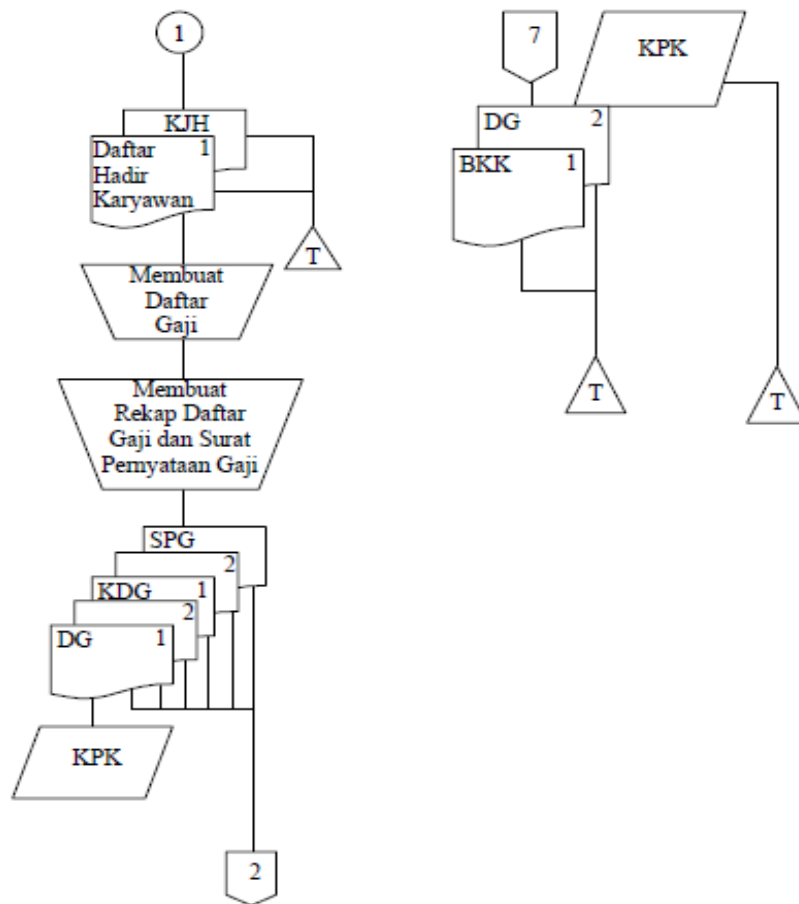 1
KJH
Daftar 1
Hadir
Karyawan
T
Membuat
Daftar
Gaji
Membuat
Rekap Daftar
Gaji dan Surat
Pernyataan Gaji
SPG
2
KDG 1
2
DG 1
KPK
2
7
KPK
DG 2
BKK 1
T
T